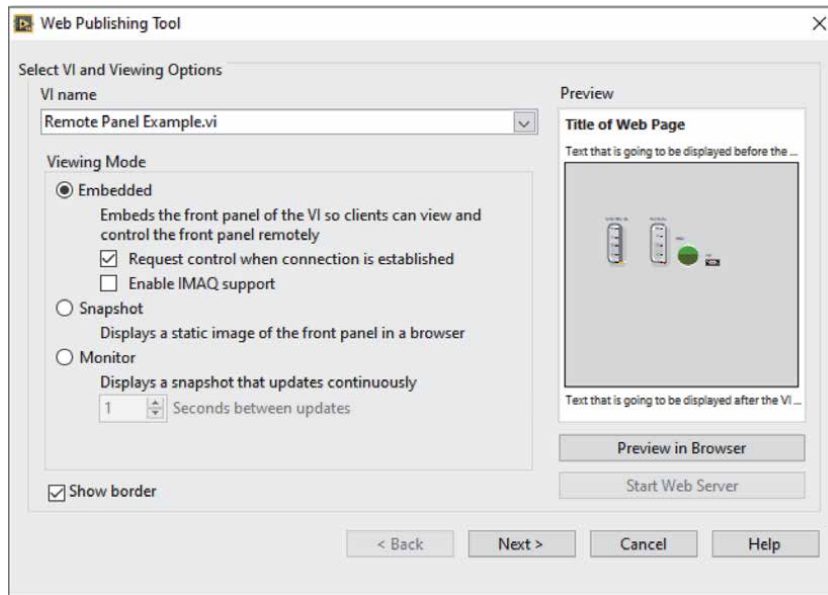 Web Publishing Tool
Select VI and Viewing Options
VI name
Remote Panel Example.vi
Viewing Mode
Embedded
Embeds the front panel of the VI so clients can view and
control the front panel remotely
Request control when connection is established
Enable IMAQ support
Snapshot
Displays a static image of the front panel in a browser
Monitor
Displays a snapshot that updates continuously
1 Seconds between updates
Show border
Preview
Title of Web Page
Text that is going to be displayed before the ...
Text that is going to be displayed after the VI ...
Preview in Browser
Start Web Server
< Back Next > Cancel Help